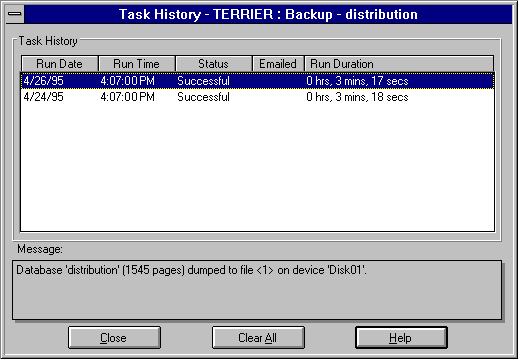 Task History - TERRIER : Backup - distribution
Task History
Run Date Run Time Status Emailed Run Duration
4/26/95 4:07:00 PM Successful 0 hrs, 3 mins, 17 secs
4/24/95 4:07:00 PM Successful 0 hrs, 3 mins, 18 secs
Message:
Database 'distribution' (1545 pages) dumped to file <1> on device 'Disk01'.
Close Clear All Help